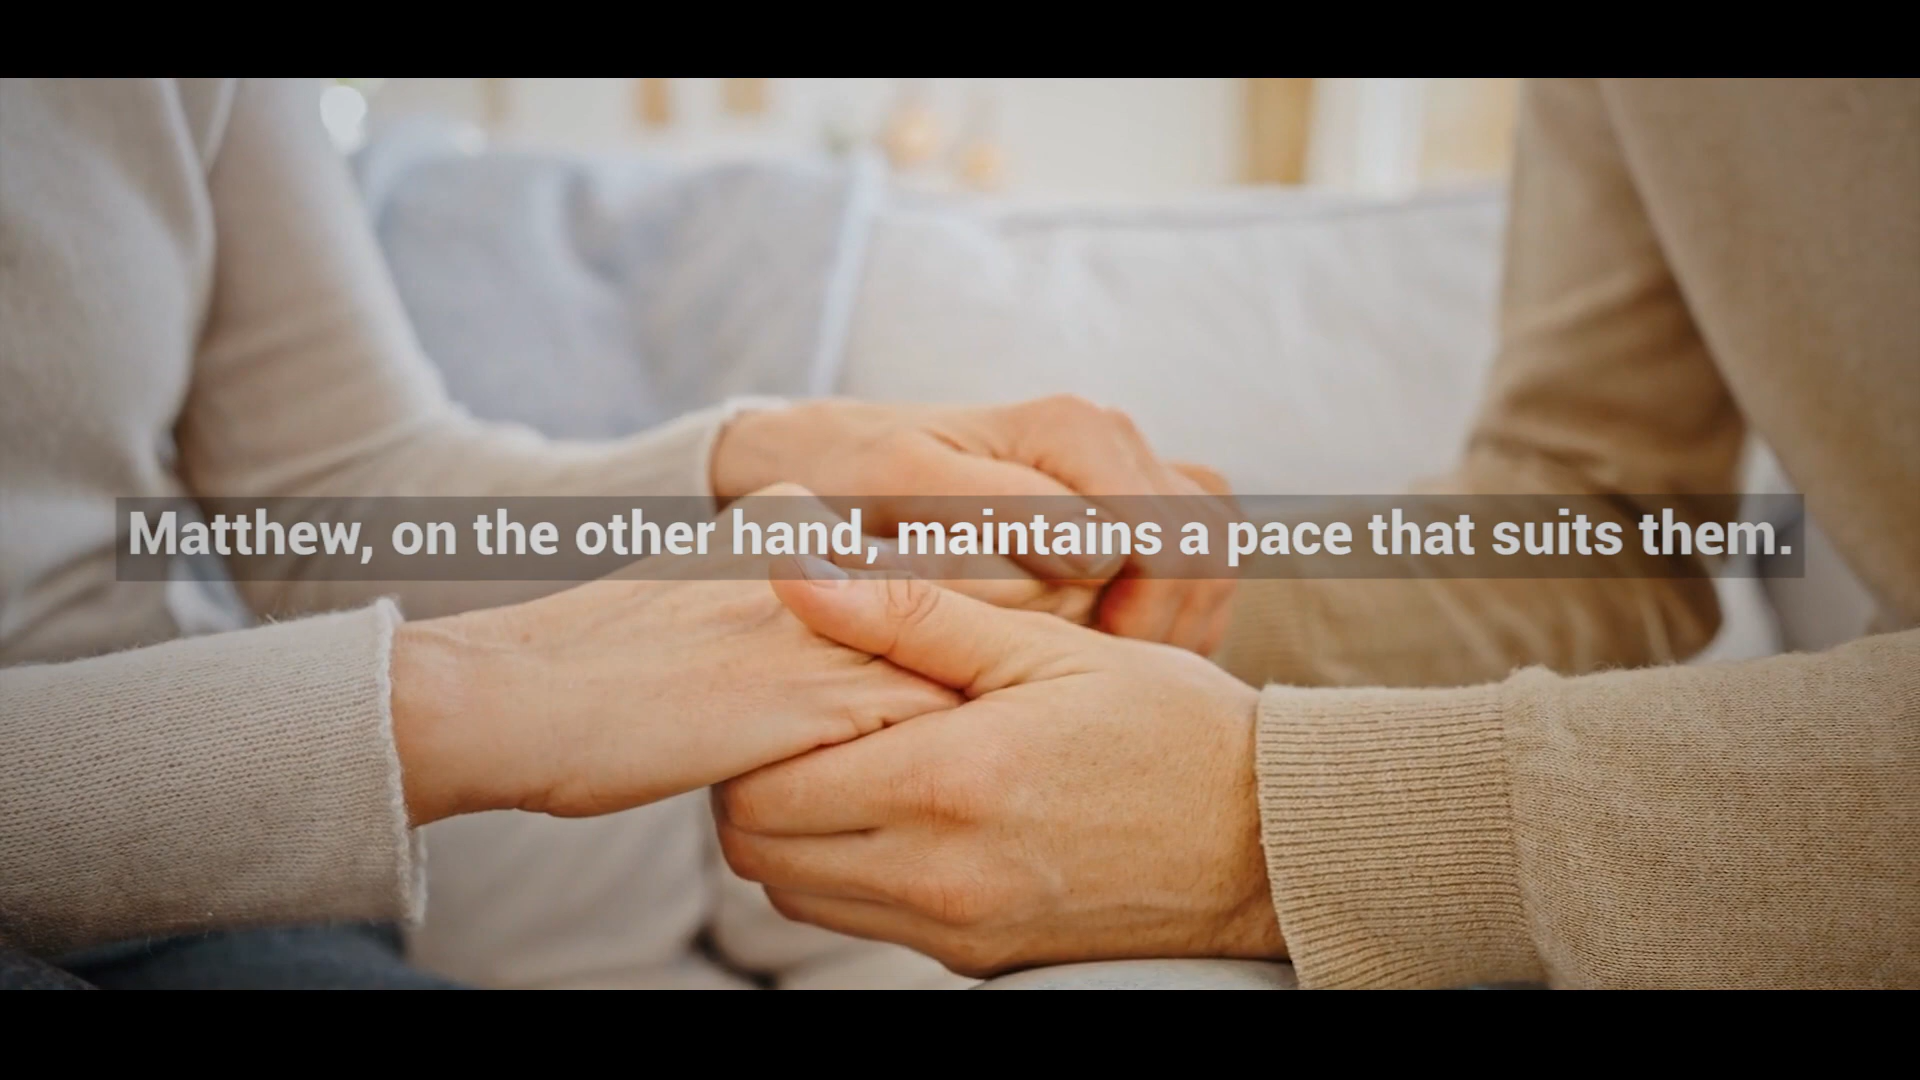 Matthew, on the other hand, maintains a pace that suits them.